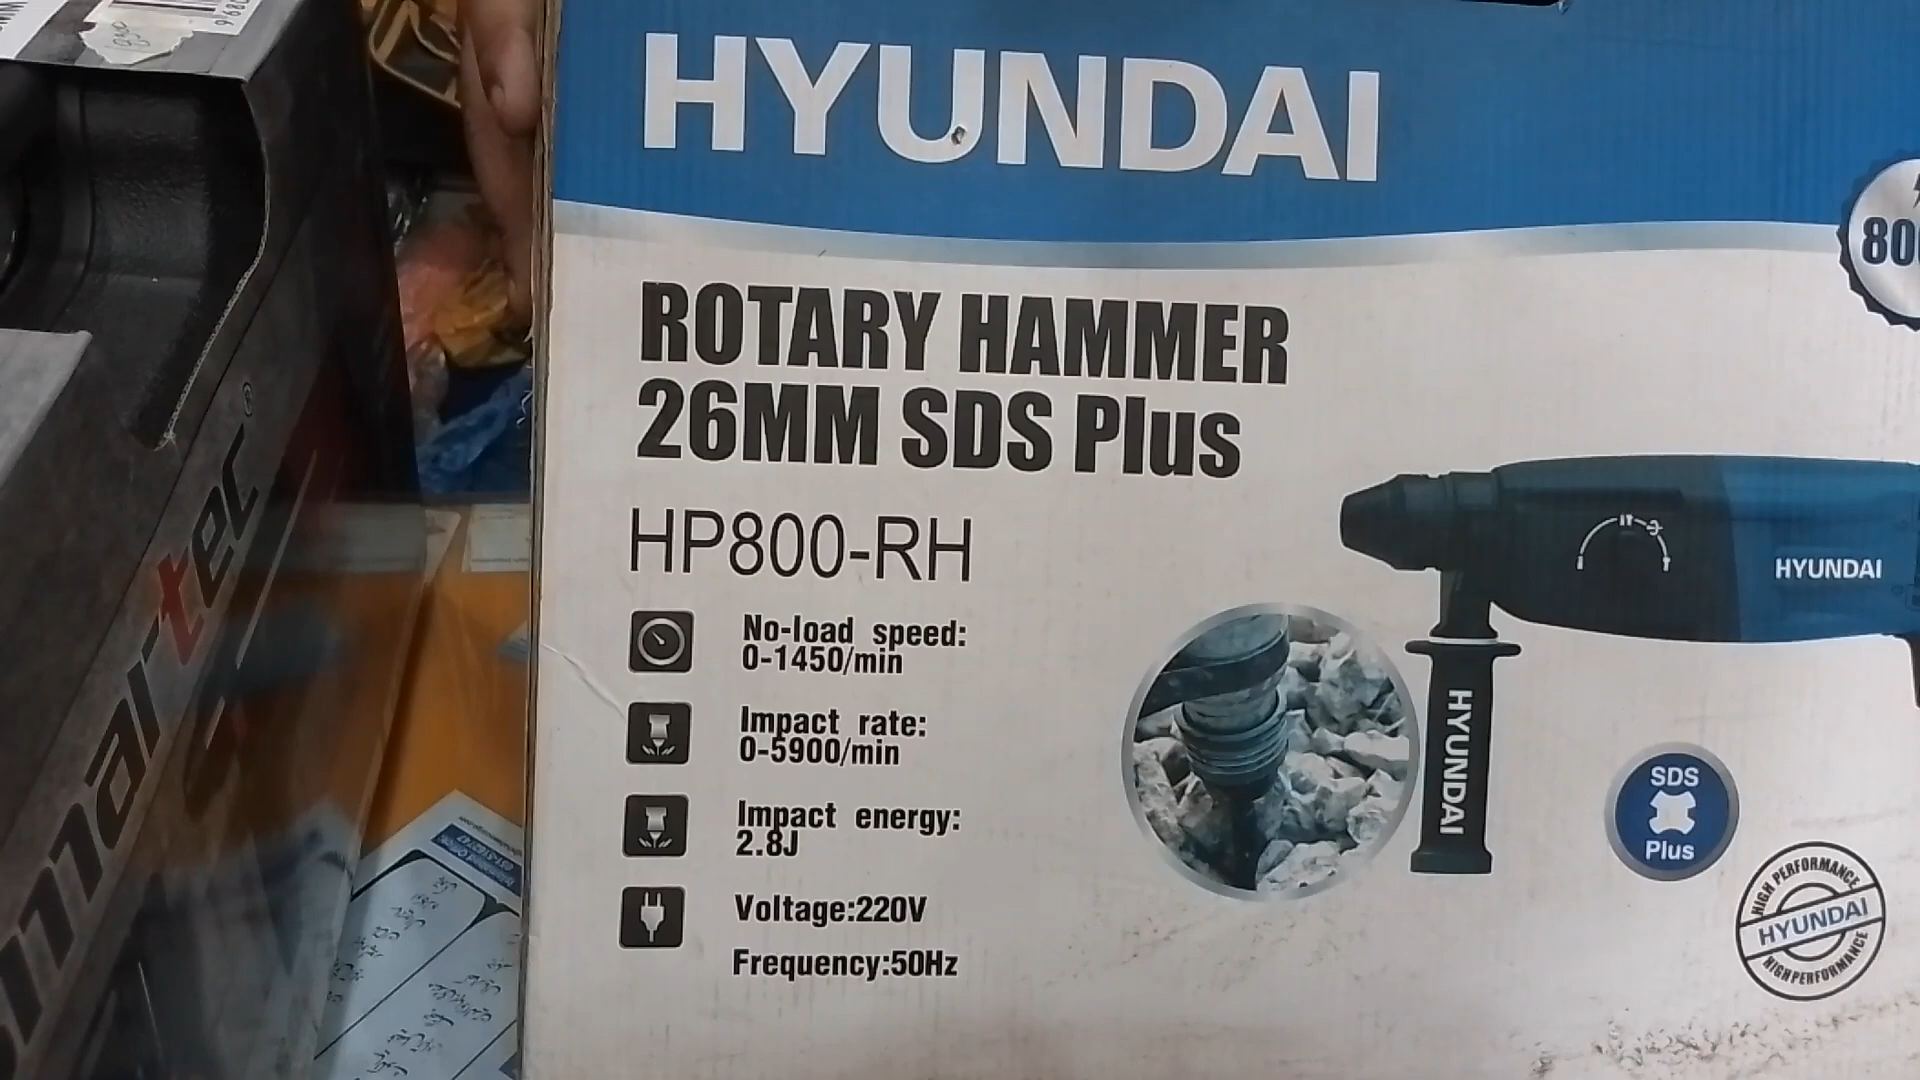 HYUNDAI
ROTARY HAMMER
26MM SDS Plus
HP800-RH
No-load speed:
0-1450/min
Impact rate:
0-5900/min
Impact energy:
2.8J
Voltage:220V
Frequency:50Hz
HYUNDAI
HYUNDAI
SDS
Plus
HIGH PERFORMANCE
HYUNDAI
HIGH PERFORMANCE